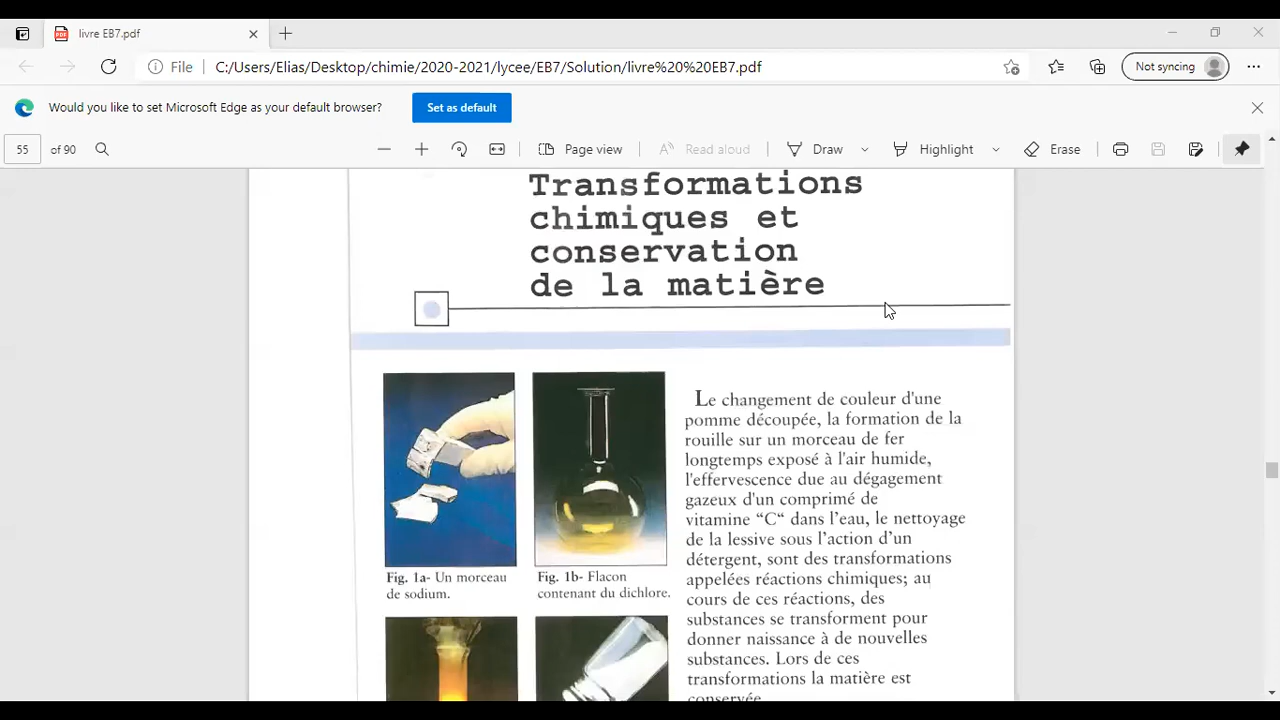 livre EB7.pdf
File
C:/Users/Elias/Desktop/chimie/2020-2021/lycee/EB7/Solution/livre%20%20EB7.pdf
Not syncing
Would you like to set Microsoft Edge as your default browser?
Set as default
55
of 90
Page view
Read aloud
Draw
Highlight
Erase
Transformations
chimiques et
conservation
de la matière
Fig. 1a- Un morceau
de sodium.
Fig. 1b- Flacon
contenant du dichlore.
Le changement de couleur d'une
pomme découpée, la formation de la
rouille sur un morceau de fer
longtemps exposé à l'air humide,
l'effervescence due au dégagement
gazeux d'un comprimé de
vitamine “C“ dans l’eau, le nettoyage
de la lessive sous l’action d’un
détergent, sont des transformations
appelées réactions chimiques; au
cours de ces réactions, des
substances se transforment pour
donner naissance à de nouvelles
substances. Lors de ces
transformations la matière est
conservée